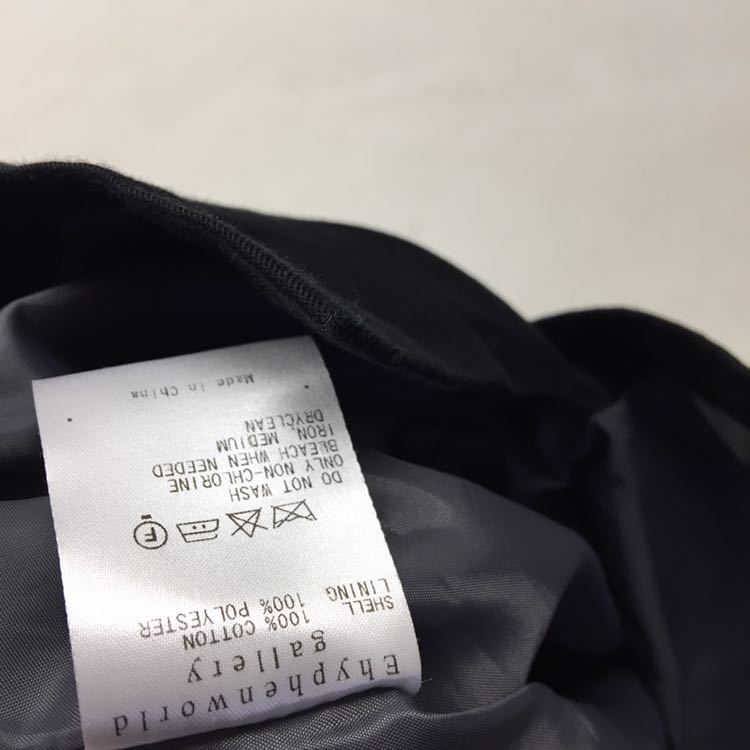 Ehyphenworld
gallery
SHELL 100% COTTON
LINING 100% POLYESTER
F
DO NOT WASH
ONLY NON-CHLORINE
BLEACH WHEN NEEDED
IRON, MEDIUM
DRYCLEAN
Made in China